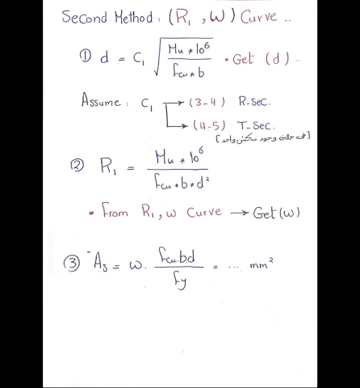 Second Method: (R₁, ω) Curve ..
① d = C₁ √(Mu * 10⁶ / Fcu * b) • Get (d) ..
Assume: C₁ → (3-4) R-Sec.
→ (4-5) T-Sec.
② R₁ = Mu * 10⁶ / Fcu * b * d²
• From R₁, ω Curve → Get(ω)
③ As = ω . Fcu bd / Fy = ... mm²